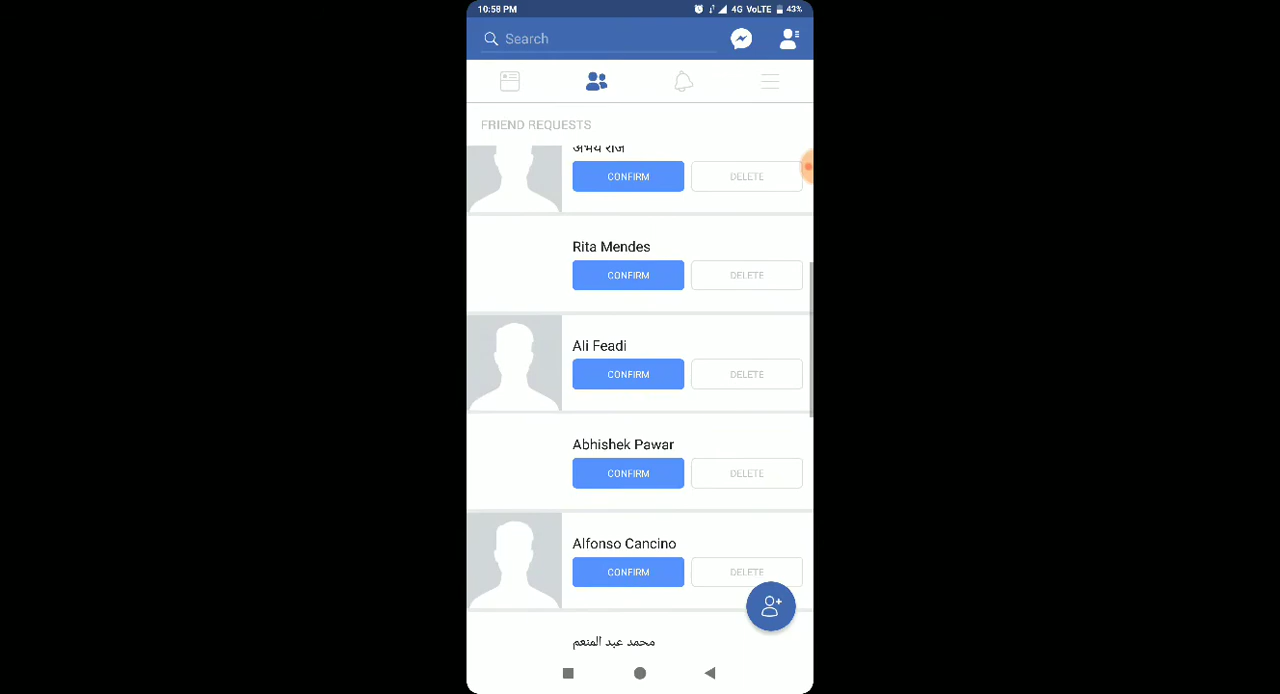 10:58 PM 4G VoLTE 43%
Search
FRIEND REQUESTS
अभय राज
CONFIRM DELETE
Rita Mendes
CONFIRM DELETE
Ali Feadi
CONFIRM DELETE
Abhishek Pawar
CONFIRM DELETE
Alfonso Cancino
CONFIRM DELETE
محمد عبد المنعم